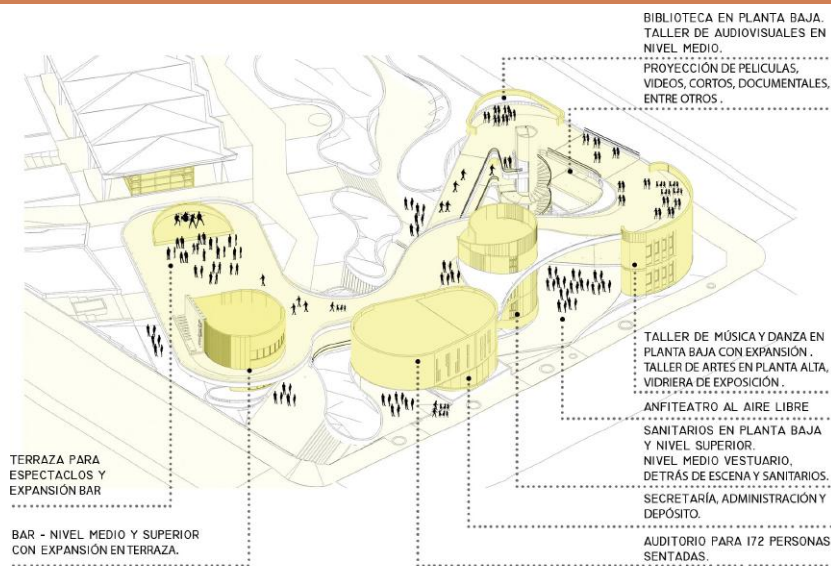 BIBLIOTECA EN PLANTA BAJA.
TALLER DE AUDIOVISUALES EN
NIVEL MEDIO.
PROYECCIÓN DE PELICULAS,
VIDEOS, CORTOS, DOCUMENTALES,
ENTRE OTROS .
TALLER DE MÚSICA Y DANZA EN
PLANTA BAJA CON EXPANSIÓN .
TALLER DE ARTES EN PLANTA ALTA,
VIDRIERA DE EXPOSICIÓN .
ANFITEATRO AL AIRE LIBRE
SANITARIOS EN PLANTA BAJA
Y NIVEL SUPERIOR.
NIVEL MEDIO VESTUARIO,
DETRÁS DE ESCENA Y SANITARIOS.
SECRETARÍA, ADMINISTRACIÓN Y
DEPÓSITO.
AUDITORIO PARA 172 PERSONAS
SENTADAS.
TERRAZA PARA
ESPECTACLOS Y
EXPANSIÓN BAR
BAR - NIVEL MEDIO Y SUPERIOR
CON EXPANSIÓN EN TERRAZA.